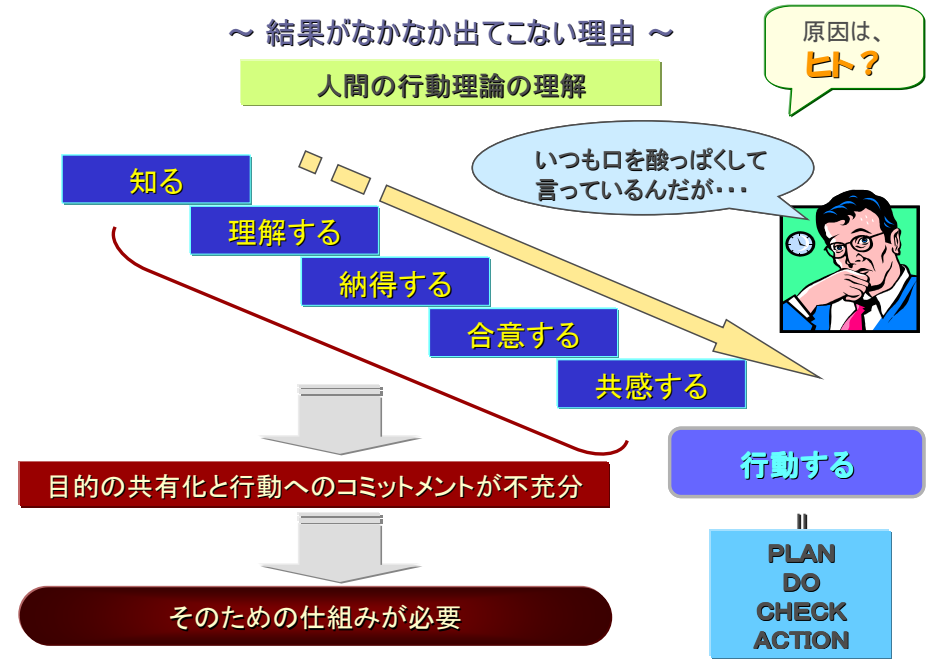 ～ 結果がなかなか出てこない理由 ～
原因は、
ヒト？
人間の行動理論の理解
いつも口を酸っぱくして
言っているんだが・・・
知る
理解する
納得する
合意する
共感する
行動する
目的の共有化と行動へのコミットメントが不充分
＝
PLAN
DO
CHECK
ACTION
そのための仕組みが必要